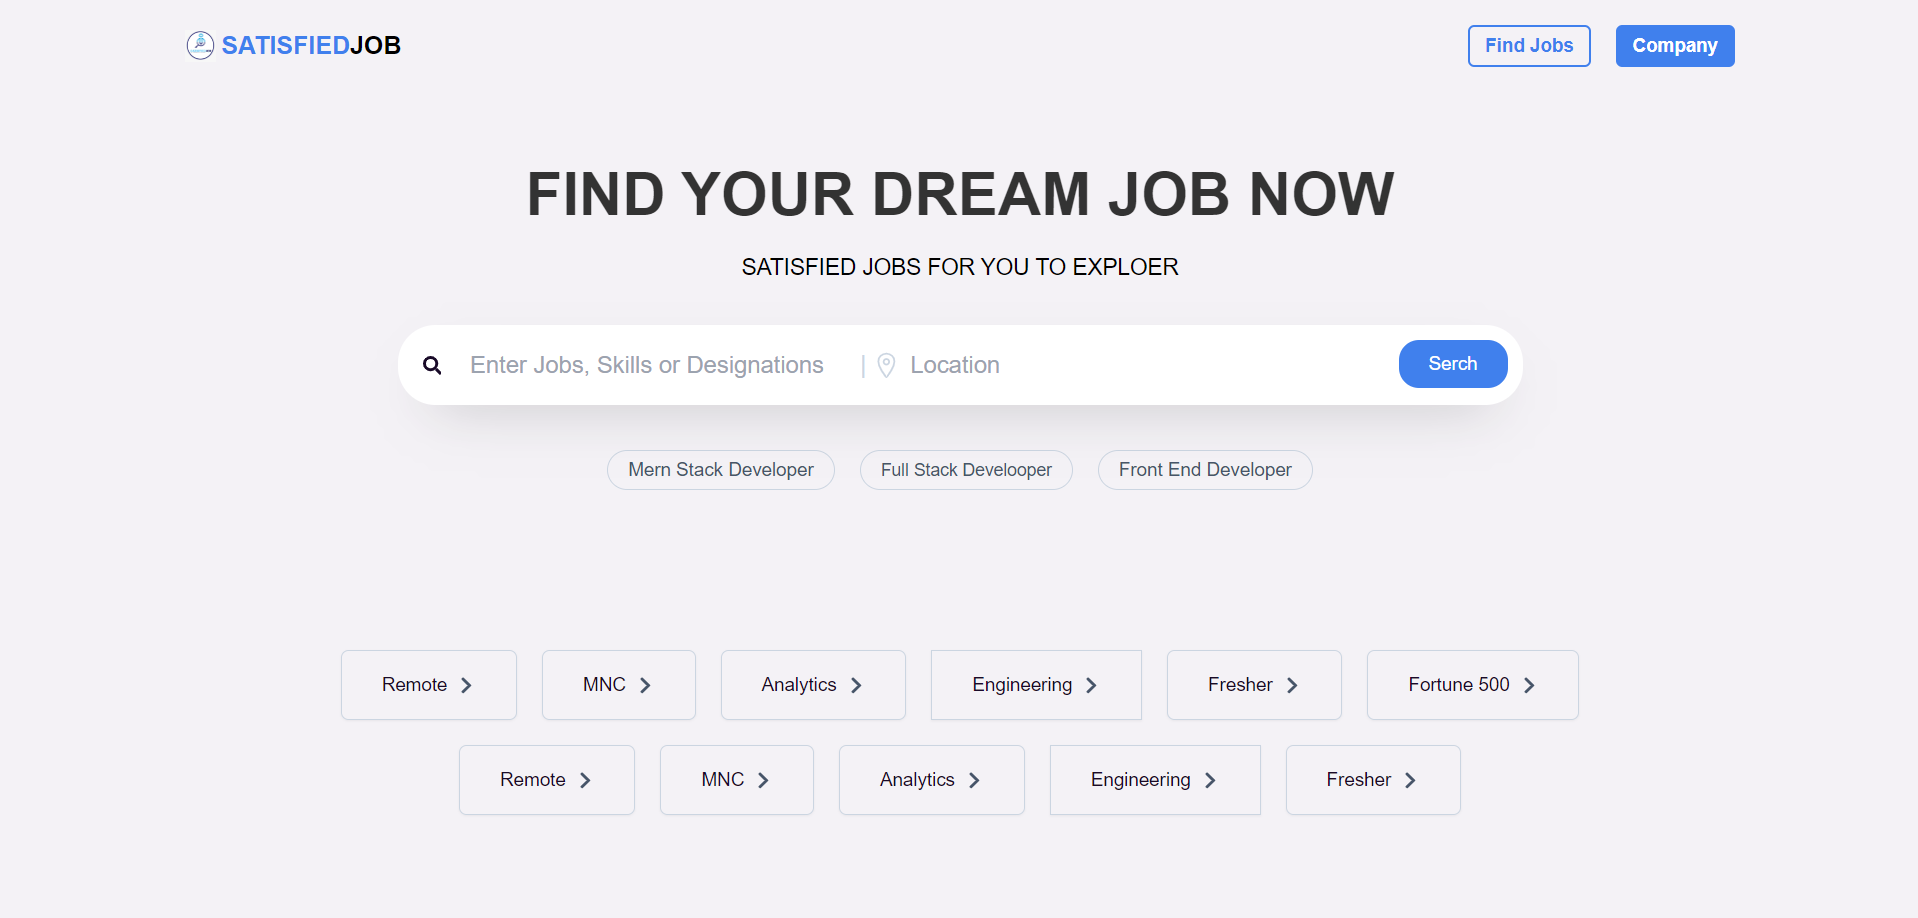 SATISFIEDJOB
Find Jobs
Company
FIND YOUR DREAM JOB NOW
SATISFIED JOBS FOR YOU TO EXPLOER
Enter Jobs, Skills or Designations | Location Serch
Mern Stack Developer Full Stack Develooper Front End Developer
Remote MNC Analytics Engineering Fresher Fortune 500
Remote MNC Analytics Engineering Fresher